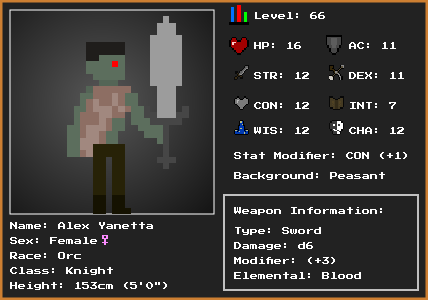 Level: 66
HP: 16 AC: 11
STR: 12 DEX: 11
CON: 12 INT: 7
WIS: 12 CHA: 12
Stat Modifier: CON (+1)
Background: Peasant
Name: Alex Yanetta
Sex: Female♀
Race: Orc
Class: Knight
Height: 153cm (5'0")
Weapon Information:
Type: Sword
Damage: d6
Modifier: (+3)
Elemental: Blood